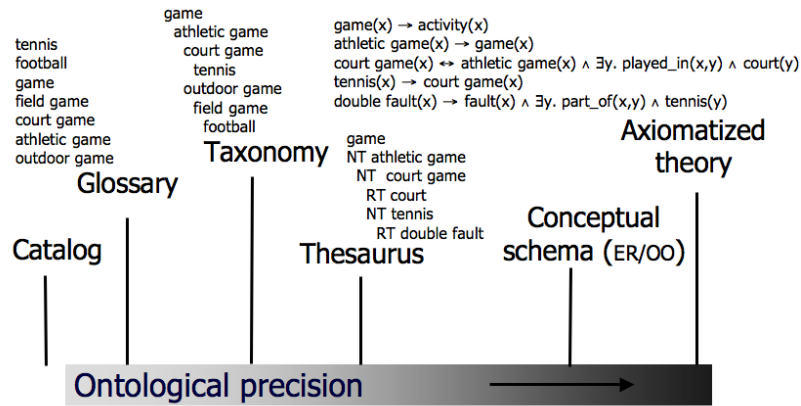 tennis
football
game
field game
court game
athletic game
outdoor game
Catalog
Glossary
game
athletic game
court game
tennis
outdoor game
field game
football
Taxonomy
game(x) → activity(x)
athletic game(x) → game(x)
court game(x) ↔ athletic game(x) ∧ ∃y. played_in(x,y) ∧ court(y)
tennis(x) → court game(x)
double fault(x) → fault(x) ∧ ∃y. part_of(x,y) ∧ tennis(y)
game
NT athletic game
NT court game
RT court
NT tennis
RT double fault
Thesaurus
Conceptual
schema (ER/OO)
Axiomatized
theory
Ontological precision